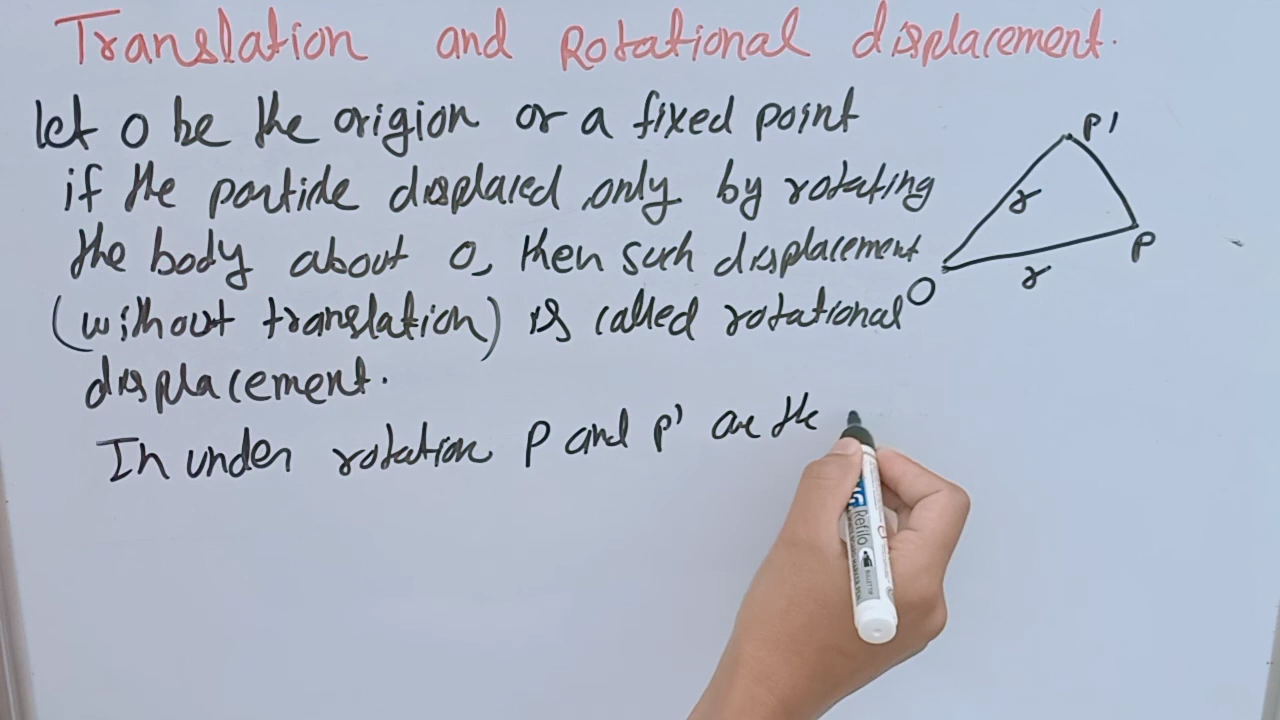 Translation and Rotational displacement.
let O be the origion or a fixed point
if the particle displaced only by rotating
the body about O, then such displacement
(without translation) is called rotational
displacement.
In under rotation P and P' are the
P'
r
P
r
O
Refilo